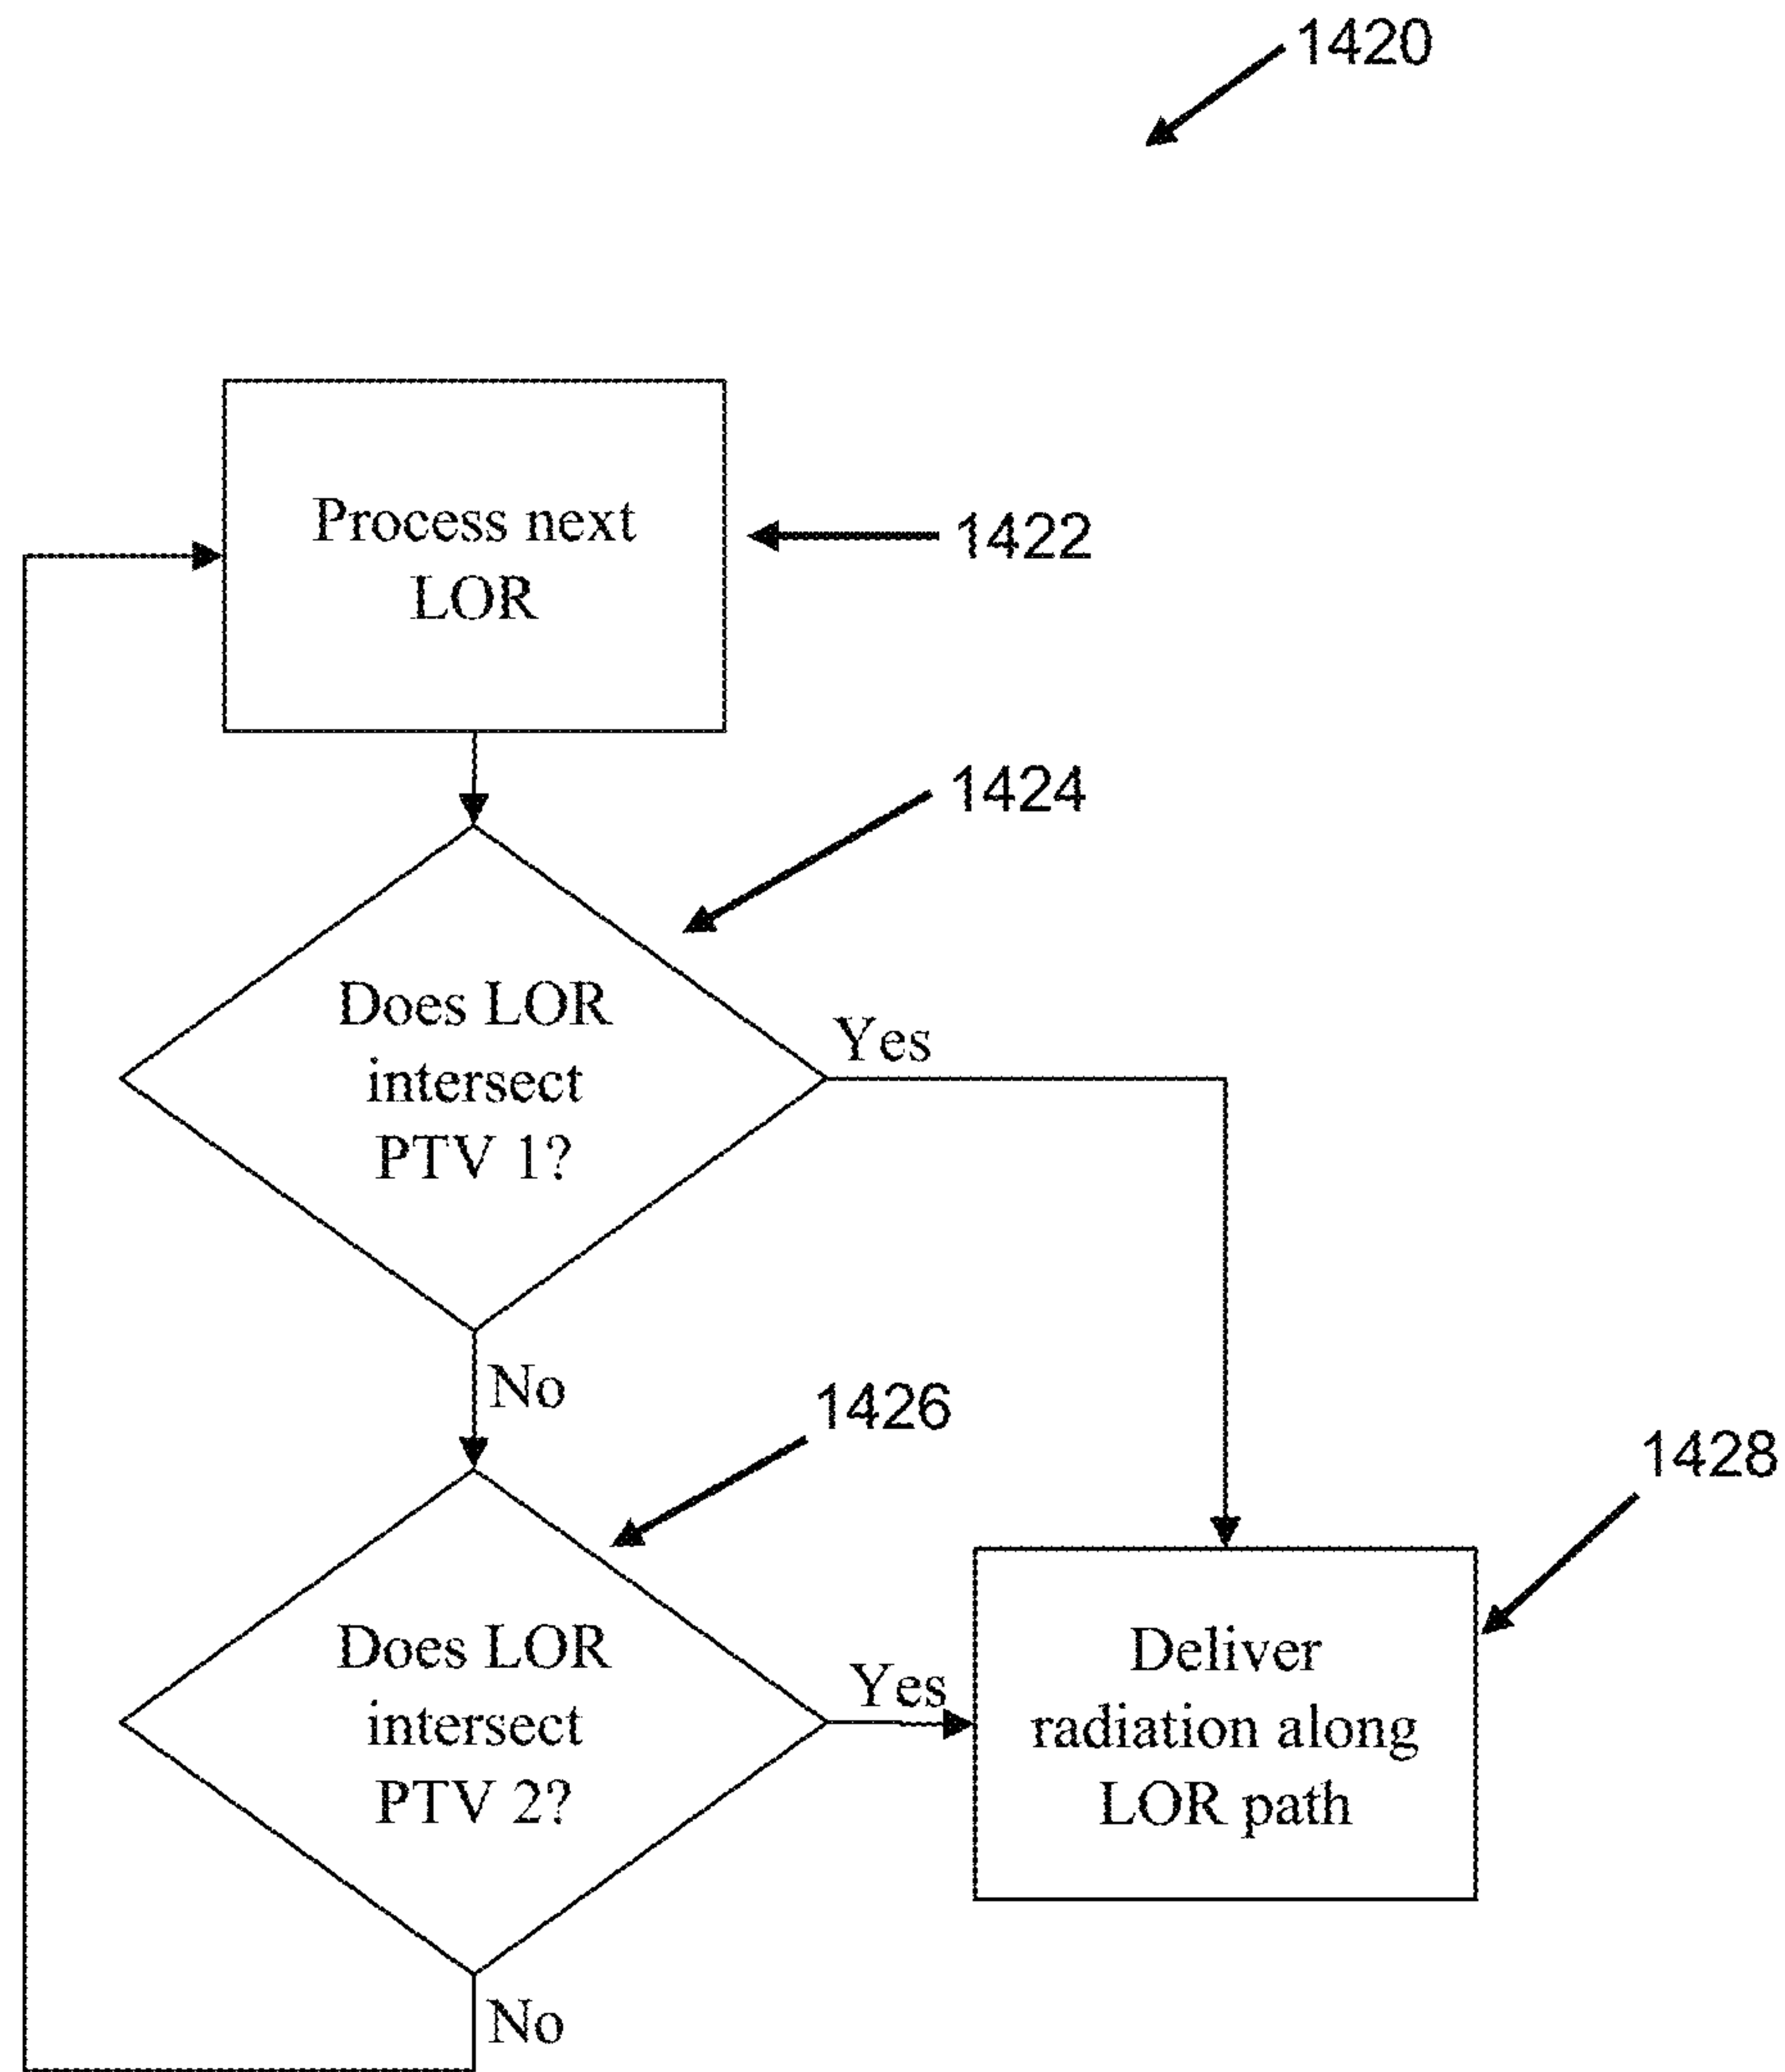 1420
Process next
LOR
1422
1424
Does LOR
intersect
PTV 1?
Yes
No
1426
1428
Does LOR
intersect
PTV 2?
Yes
Deliver
radiation along
LOR path
No